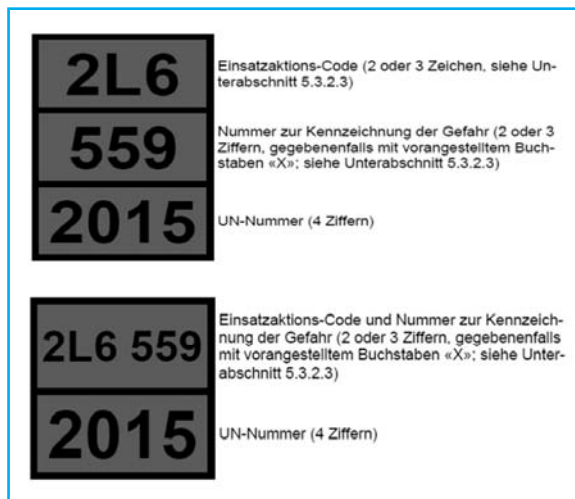 2L6
Einsatzaktions-Code (2 oder 3 Zeichen, siehe Un-
terabschnitt 5.3.2.3)
559
Nummer zur Kennzeichnung der Gefahr (2 oder 3
Ziffern, gegebenenfalls mit vorangestelltem Buch-
staben «X»; siehe Unterabschnitt 5.3.2.3)
2015
UN-Nummer (4 Ziffern)
2L6 559
Einsatzaktions-Code und Nummer zur Kennzeich-
nung der Gefahr (2 oder 3 Ziffern, gegebenenfalls
mit vorangestelltem Buchstaben «X»; siehe Unter-
abschnitt 5.3.2.3)
2015
UN-Nummer (4 Ziffern)